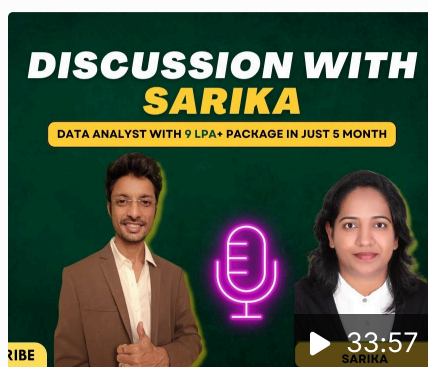 DISCUSSION WITH
SARIKA
DATA ANALYST WITH 9 LPA+ PACKAGE IN JUST 5 MONTH
33:57
RIBE
SARIKA